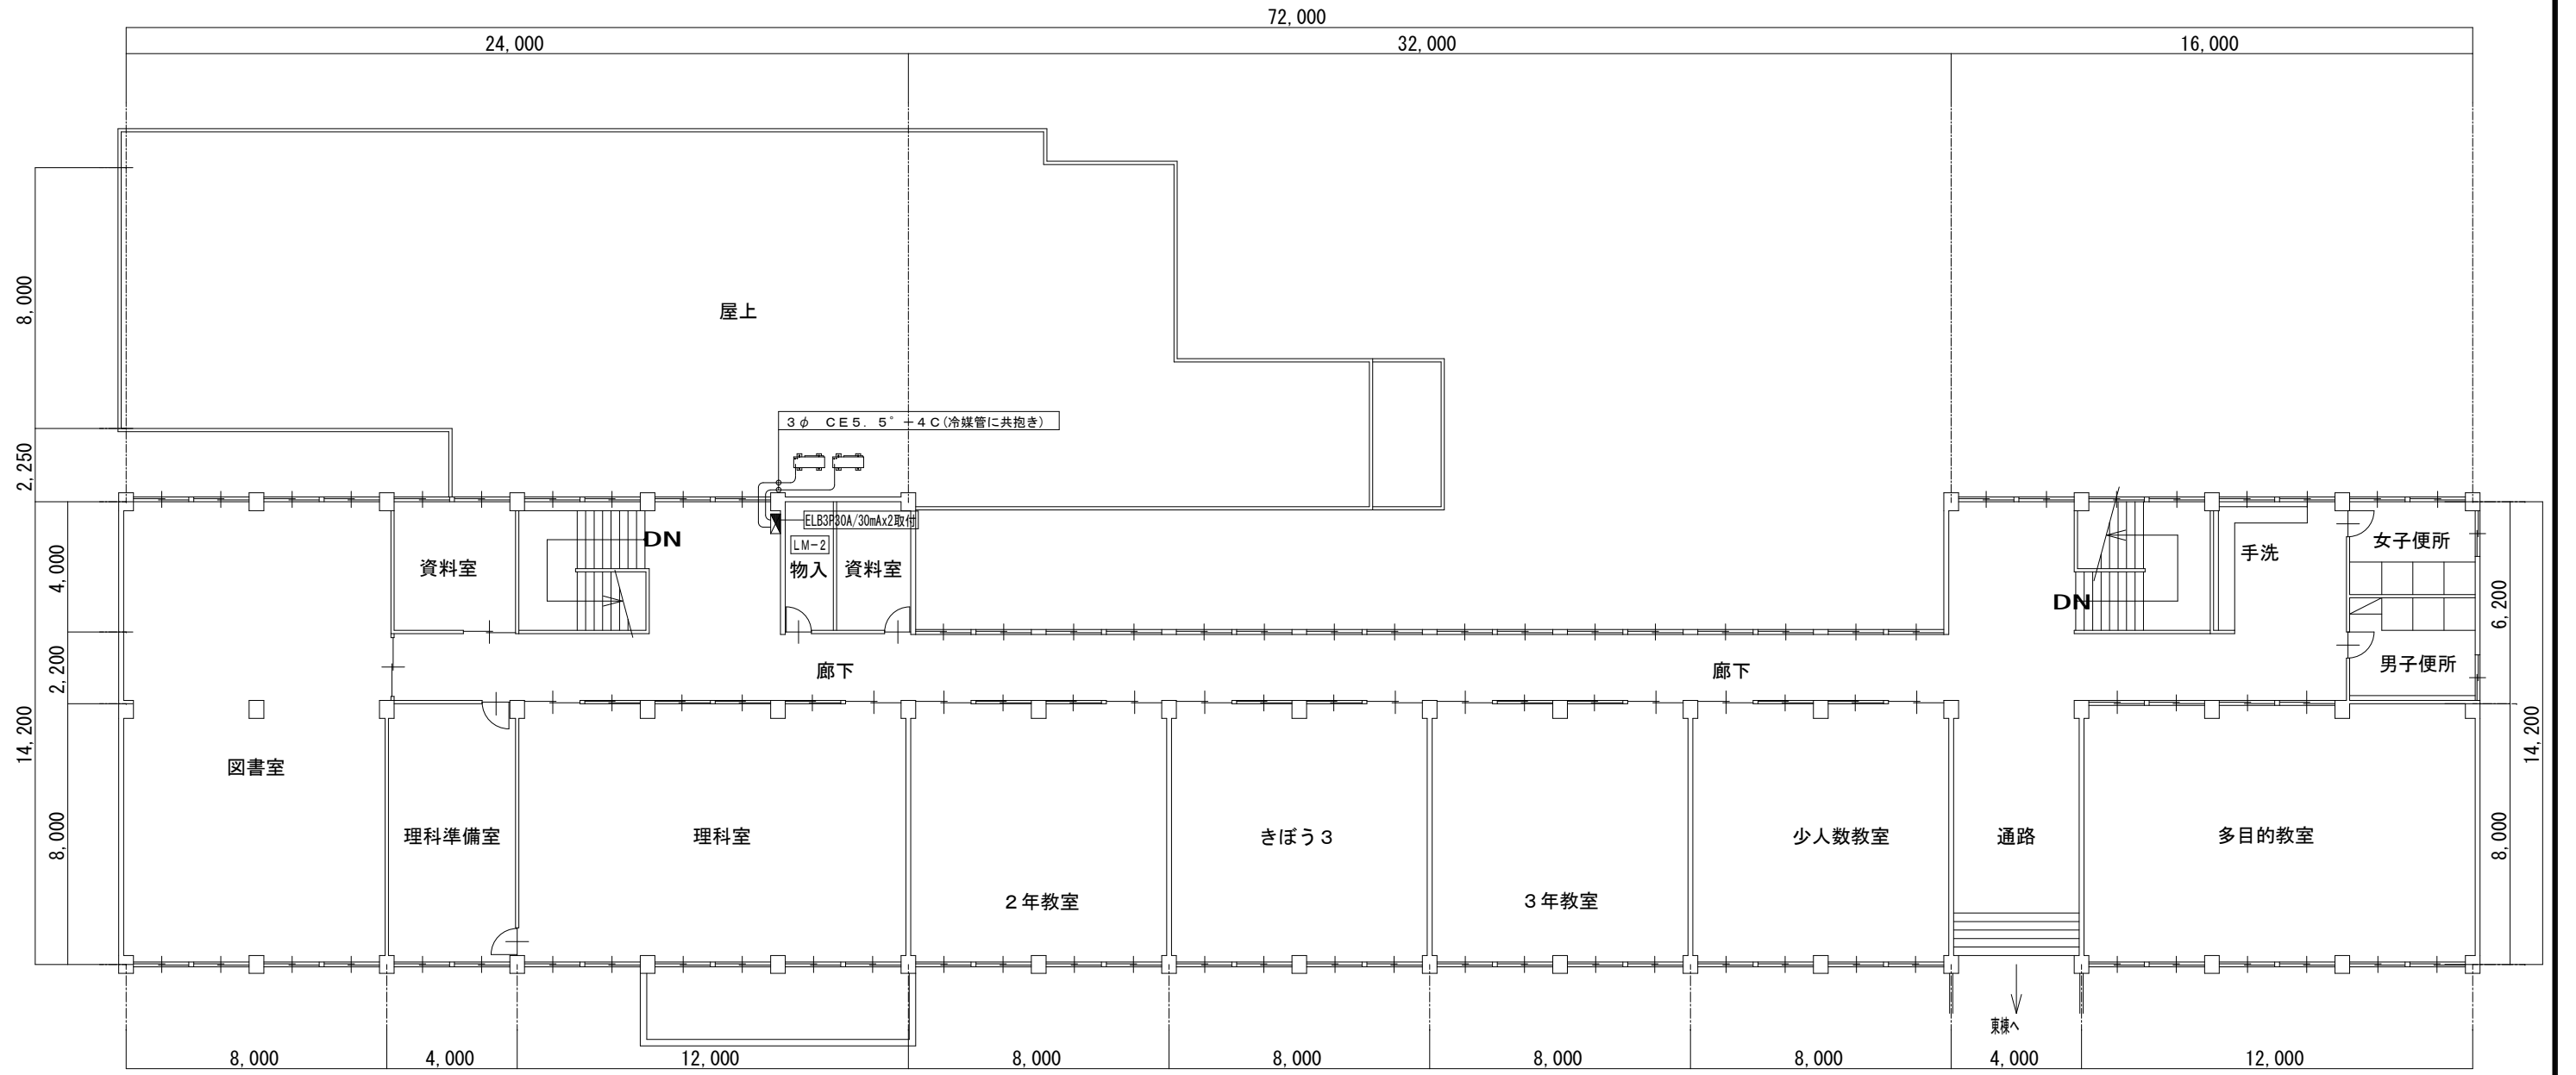 72,000
24,000
32,000
16,000
8,000
屋上
3φ CE5.5°-4C(冷媒管に共抱き)
2,250
ELB3P30A/30mAx2取付
DN
LM-2
女子便所
手洗
4,000
資料室
物入
資料室
DN
6,200
2,200
廊下
廊下
男子便所
14,200
14,200
図書室
8,000
理科準備室
理科室
きぼう3
少人数教室
通路
多目的教室
8,000
2年教室
3年教室
東棟へ
8,000
4,000
12,000
8,000
8,000
8,000
8,000
4,000
12,000